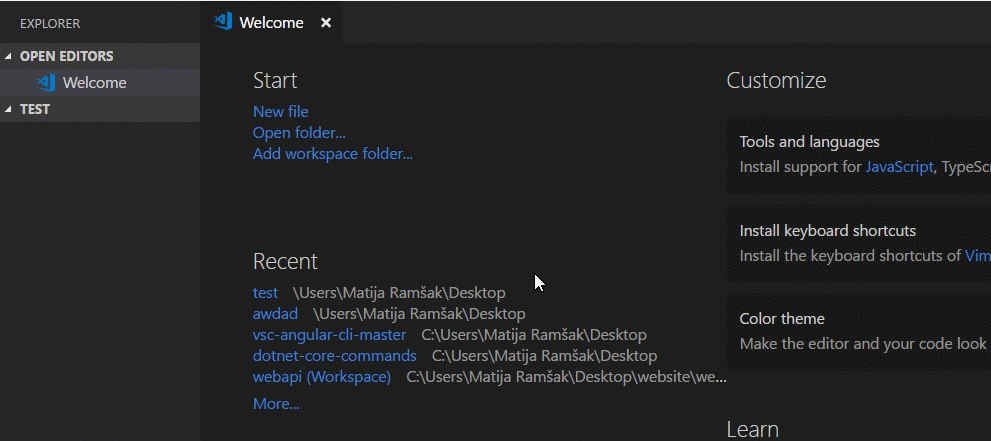 EXPLORER
OPEN EDITORS
Welcome
TEST
Welcome
Start
New file
Open folder...
Add workspace folder...
Recent
test \Users\Matija Ramšak\Desktop
awdad \Users\Matija Ramšak\Desktop
vsc-angular-cli-master C:\Users\Matija Ramšak\Desktop
dotnet-core-commands C:\Users\Matija Ramšak\Desktop
webapi (Workspace) C:\Users\Matija Ramšak\Desktop\website\we...
More...
Customize
Tools and languages
Install support for JavaScript, TypeSc
Install keyboard shortcuts
Install the keyboard shortcuts of Vim
Color theme
Make the editor and your code look
Learn